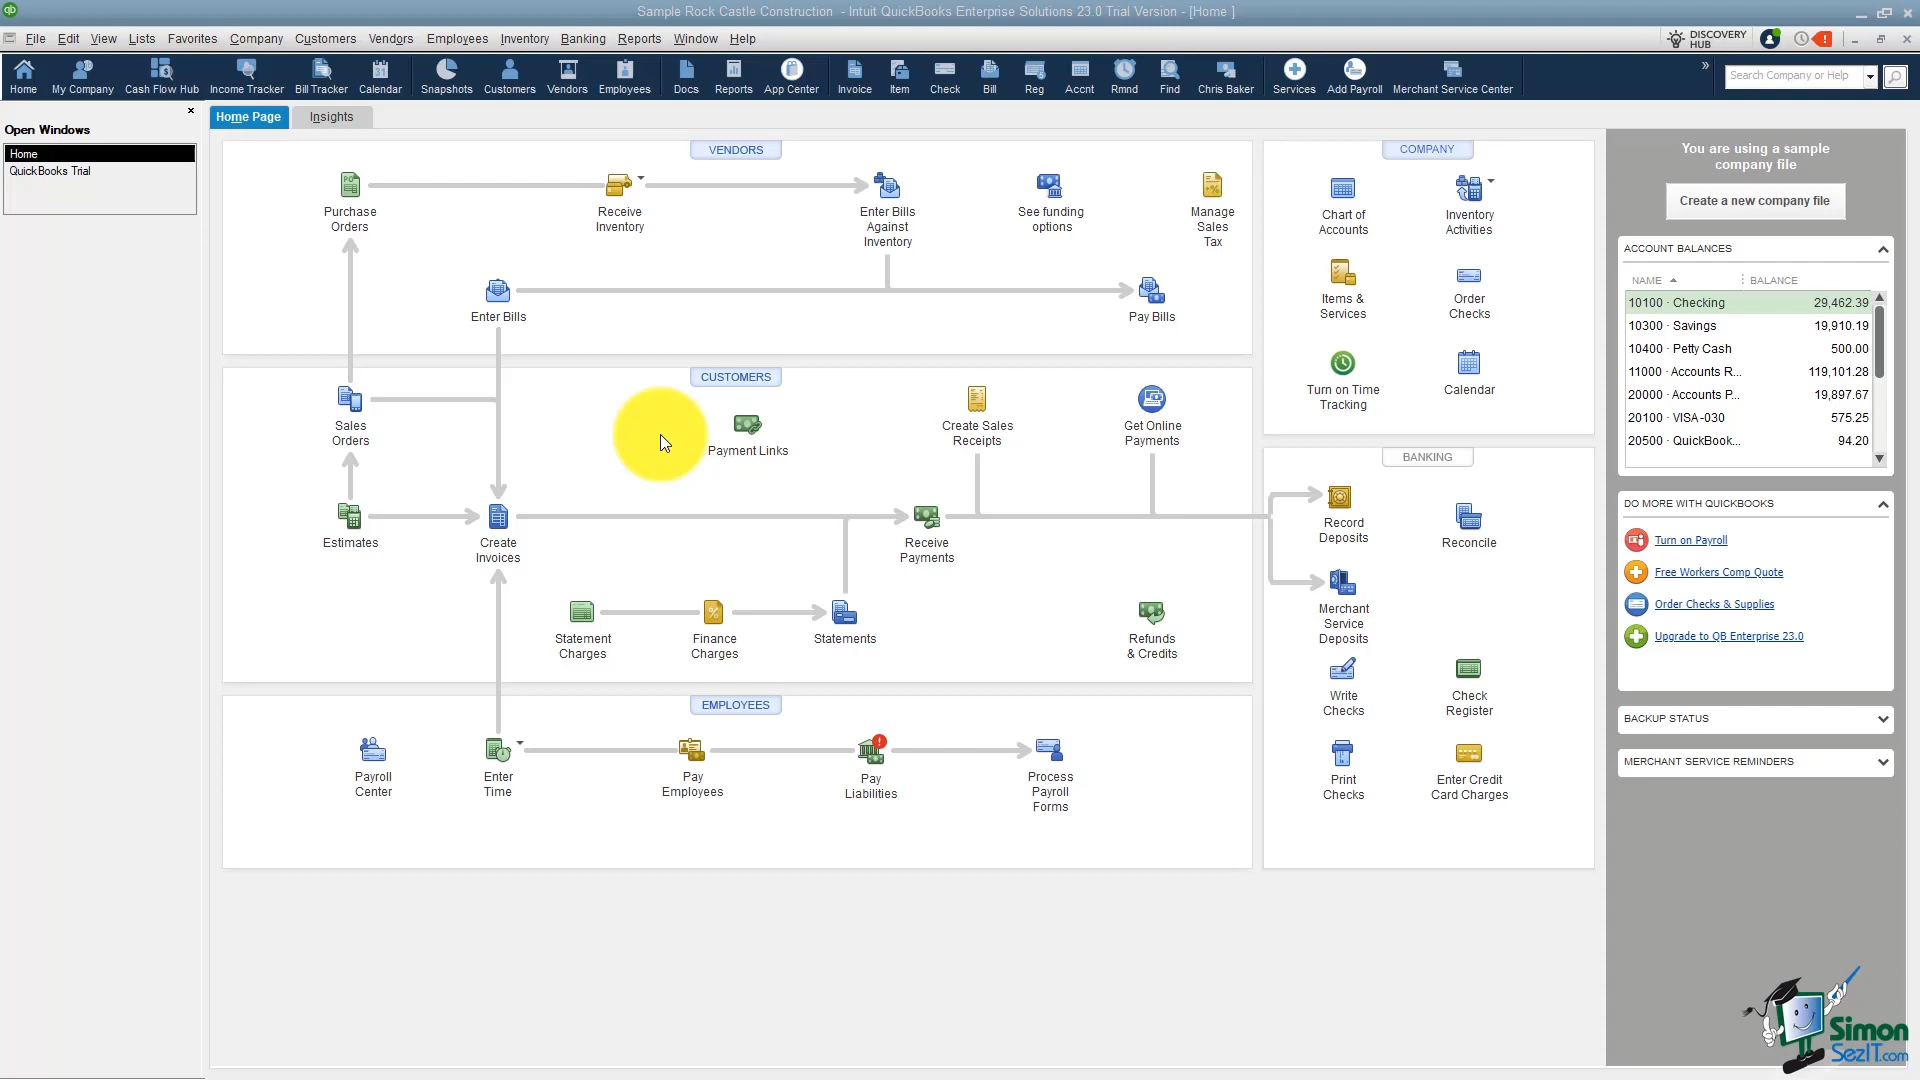 Sample Rock Castle Construction - Intuit QuickBooks Enterprise Solutions 23.0 Trial Version - [Home ]
File Edit View Lists Favorites Company Customers Vendors Employees Inventory Banking Reports Window Help
DISCOVERY
HUB
Home My Company Cash Flow Hub Income Tracker Bill Tracker Calendar Snapshots Customers Vendors Employees Docs Reports App Center Invoice Item Check Bill Reg Accnt Rmnd Find Chris Baker Services Add Payroll Merchant Service Center
Search Company or Help
Open Windows
Home
QuickBooks Trial
Home Page Insights
VENDORS
Purchase
Orders
Receive
Inventory
Enter Bills
Against
Inventory
See funding
options
Manage
Sales
Tax
Enter Bills
Pay Bills
CUSTOMERS
Sales
Orders
Payment Links
Create Sales
Receipts
Get Online
Payments
Estimates
Create
Invoices
Receive
Payments
Statement
Charges
Finance
Charges
Statements
Refunds
& Credits
EMPLOYEES
Payroll
Center
Enter
Time
Pay
Employees
Pay
Liabilities
Process
Payroll
Forms
COMPANY
Chart of
Accounts
Inventory
Activities
Items &
Services
Order
Checks
Turn on Time
Tracking
Calendar
BANKING
Record
Deposits
Reconcile
Merchant
Service
Deposits
Write
Checks
Check
Register
Print
Checks
Enter Credit
Card Charges
You are using a sample
company file
Create a new company file
ACCOUNT BALANCES
NAME BALANCE
10100 · Checking 29,462.39
10300 · Savings 19,910.19
10400 · Petty Cash 500.00
11000 · Accounts R... 119,101.28
20000 · Accounts P... 19,897.67
20100 · VISA-030 575.25
20500 · QuickBook... 94.20
DO MORE WITH QUICKBOOKS
Turn on Payroll
Free Workers Comp Quote
Order Checks & Supplies
Upgrade to QB Enterprise 23.0
BACKUP STATUS
MERCHANT SERVICE REMINDERS
Simon
SezIT.com